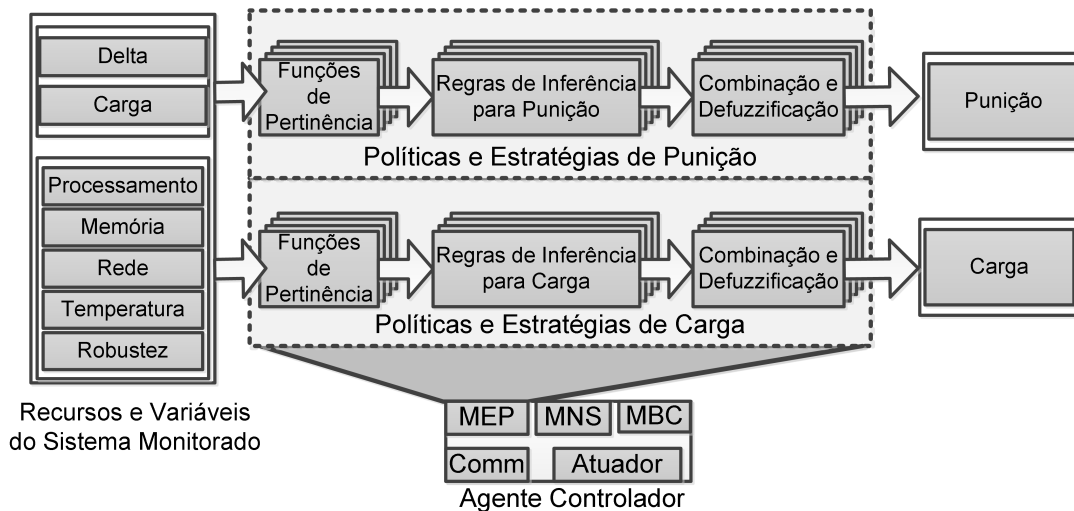 Delta
Carga
Funções
de
Pertinência
Regras de Inferência
para Punição
Combinação e
Defuzzificação
Punição
Políticas e Estratégias de Punição
Processamento
Memória
Rede
Temperatura
Robustez
Funções
de
Pertinência
Regras de Inferência
para Carga
Combinação e
Defuzzificação
Carga
Políticas e Estratégias de Carga
Recursos e Variáveis
do Sistema Monitorado
MEP
MNS
MBC
Comm
Atuador
Agente Controlador